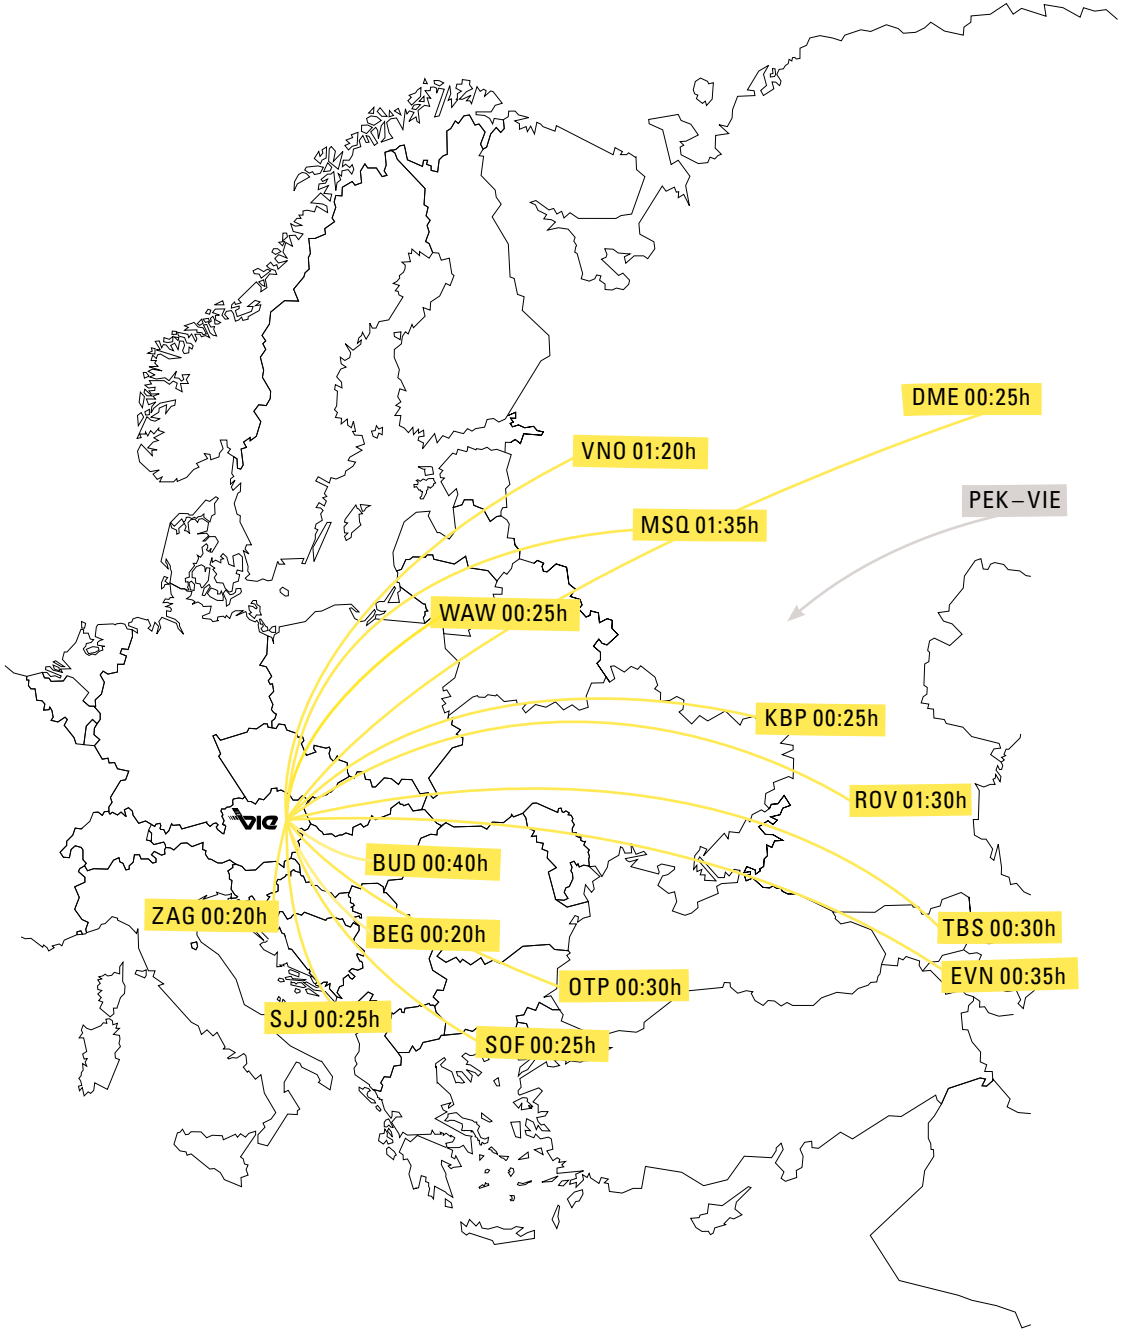 DME 00:25h
VNO 01:20h
PEK–VIE
MSQ 01:35h
WAW 00:25h
KBP 00:25h
ROV 01:30h
VIE
BUD 00:40h
ZAG 00:20h
BEG 00:20h
TBS 00:30h
EVN 00:35h
OTP 00:30h
SJJ 00:25h
SOF 00:25h